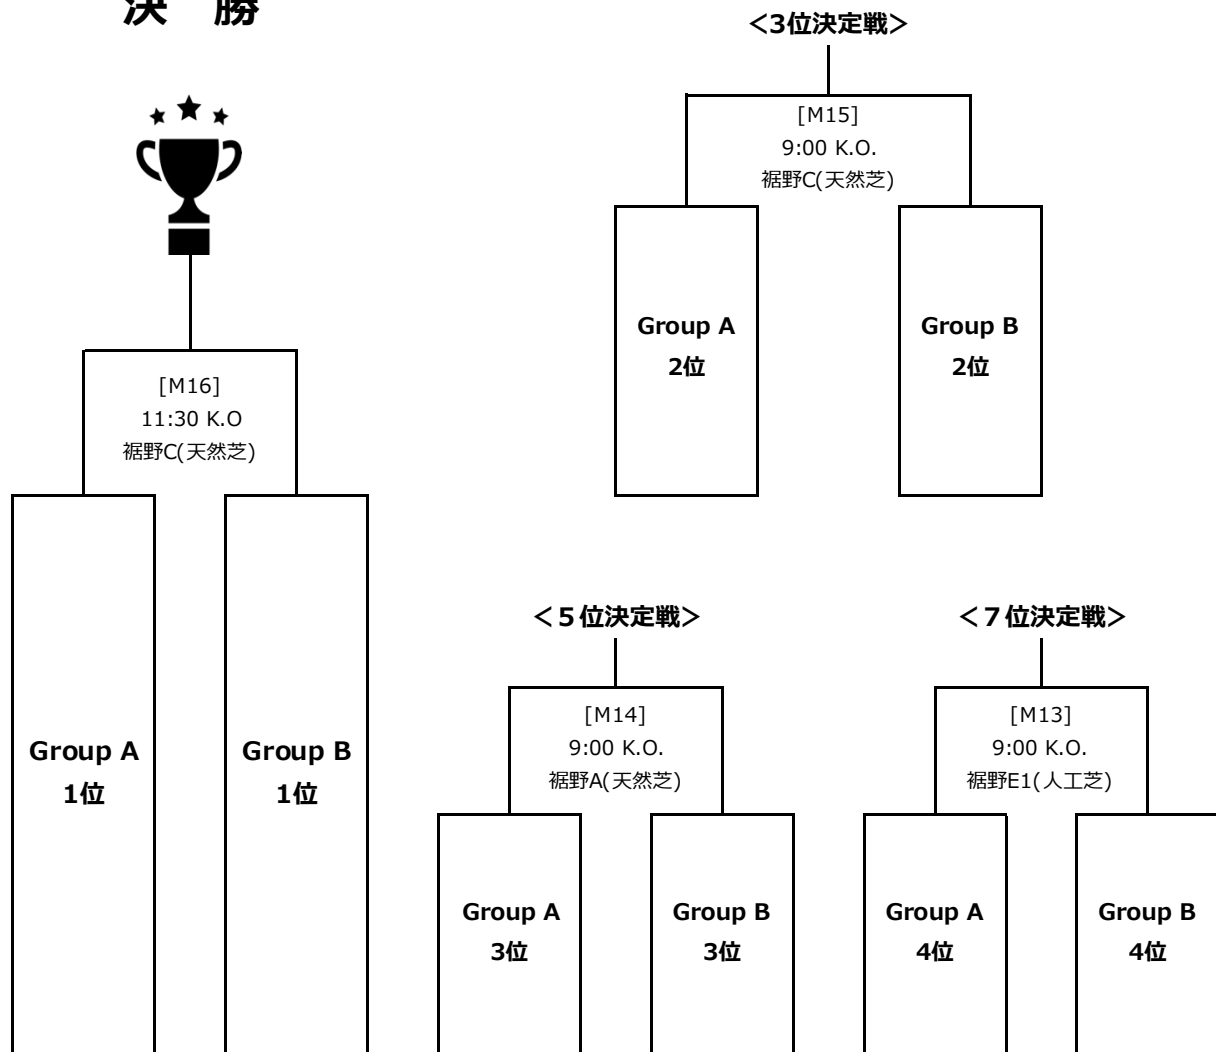 決　勝
[M16]
11:30 K.O
裾野C(天然芝)
Group A
1位
Group B
1位
<3位決定戦>
[M15]
9:00 K.O.
裾野C(天然芝)
Group A
2位
Group B
2位
＜５位決定戦＞
[M14]
9:00 K.O.
裾野A(天然芝)
Group A
3位
Group B
3位
＜７位決定戦＞
[M13]
9:00 K.O.
裾野E1(人工芝)
Group A
4位
Group B
4位